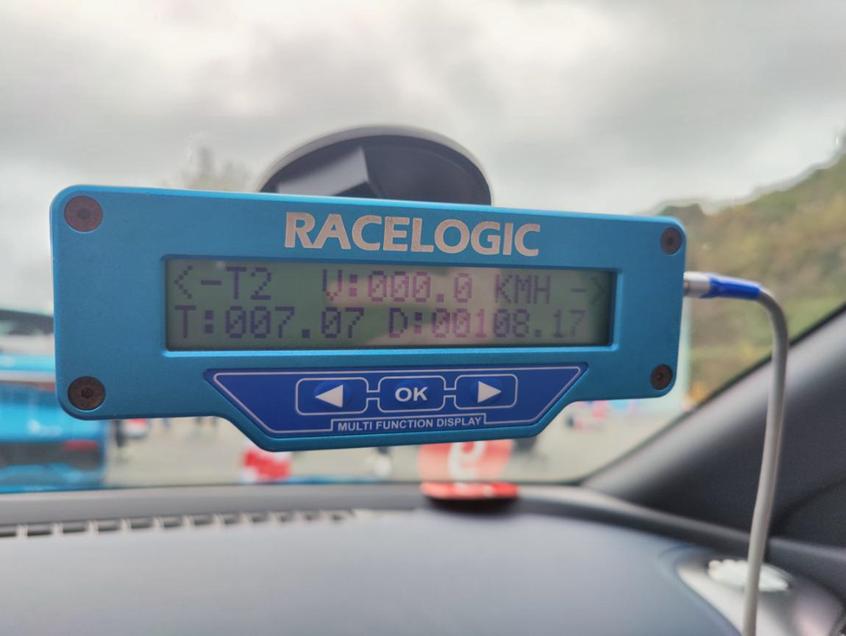 RACELOGIC
<-T2 V:000.0 KMH ->
T:007.07 D:00108.17
◀ OK ▶
MULTI FUNCTION DISPLAY